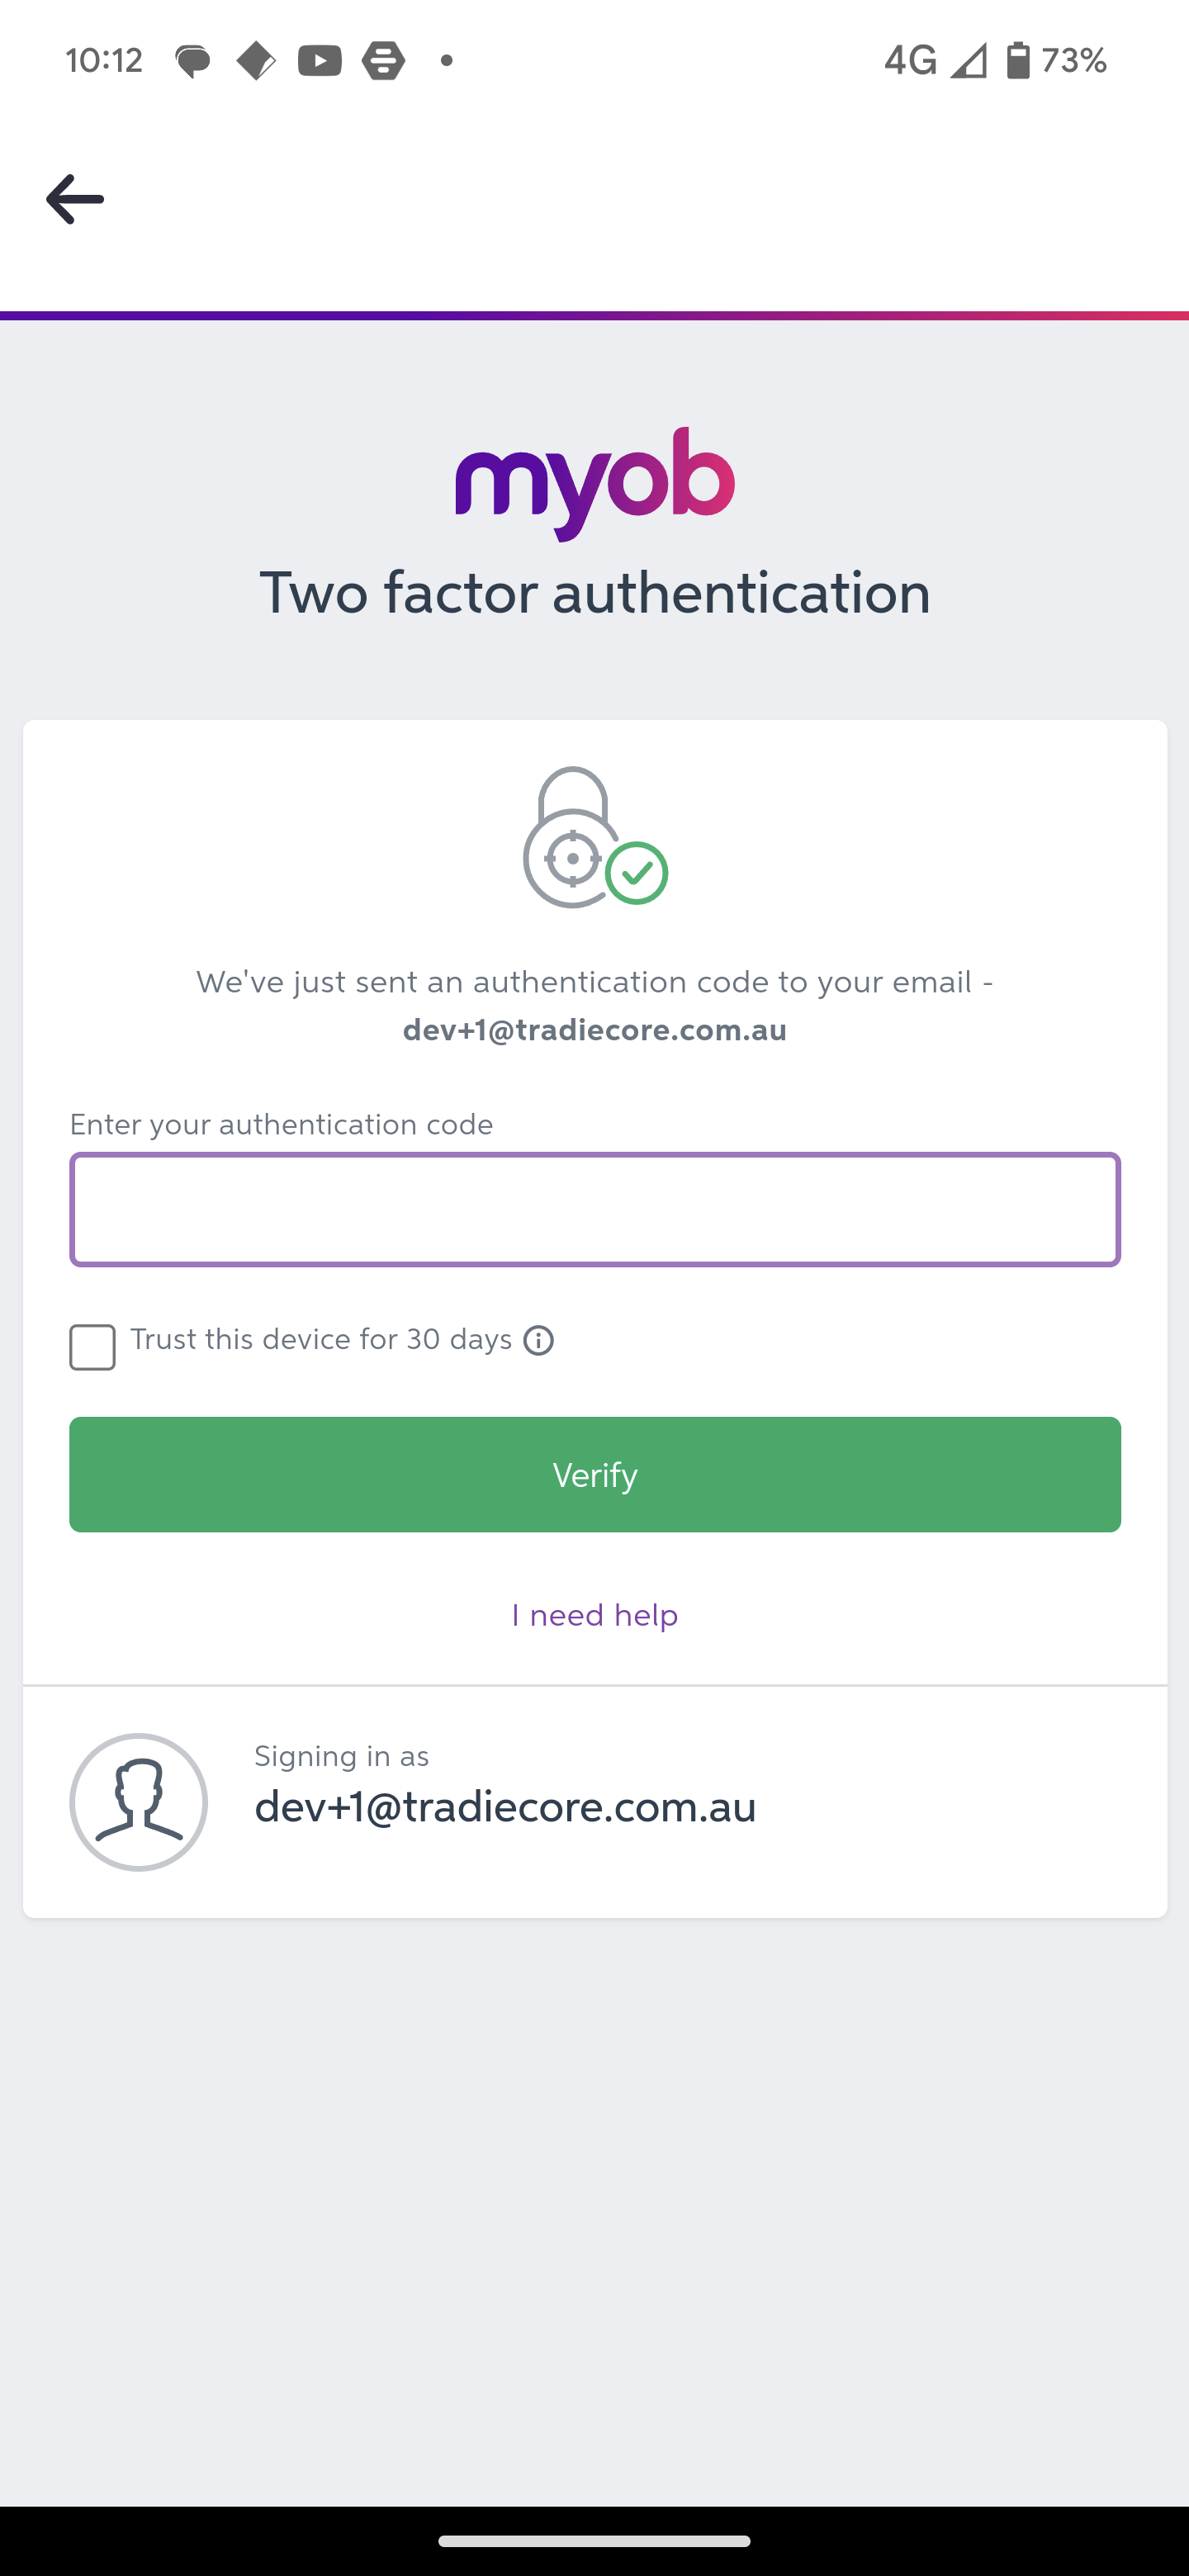 10:12 4G 73%
myob
Two factor authentication
We've just sent an authentication code to your email -
dev+1@tradiecore.com.au
Enter your authentication code
Trust this device for 30 days
Verify
I need help
Signing in as
dev+1@tradiecore.com.au